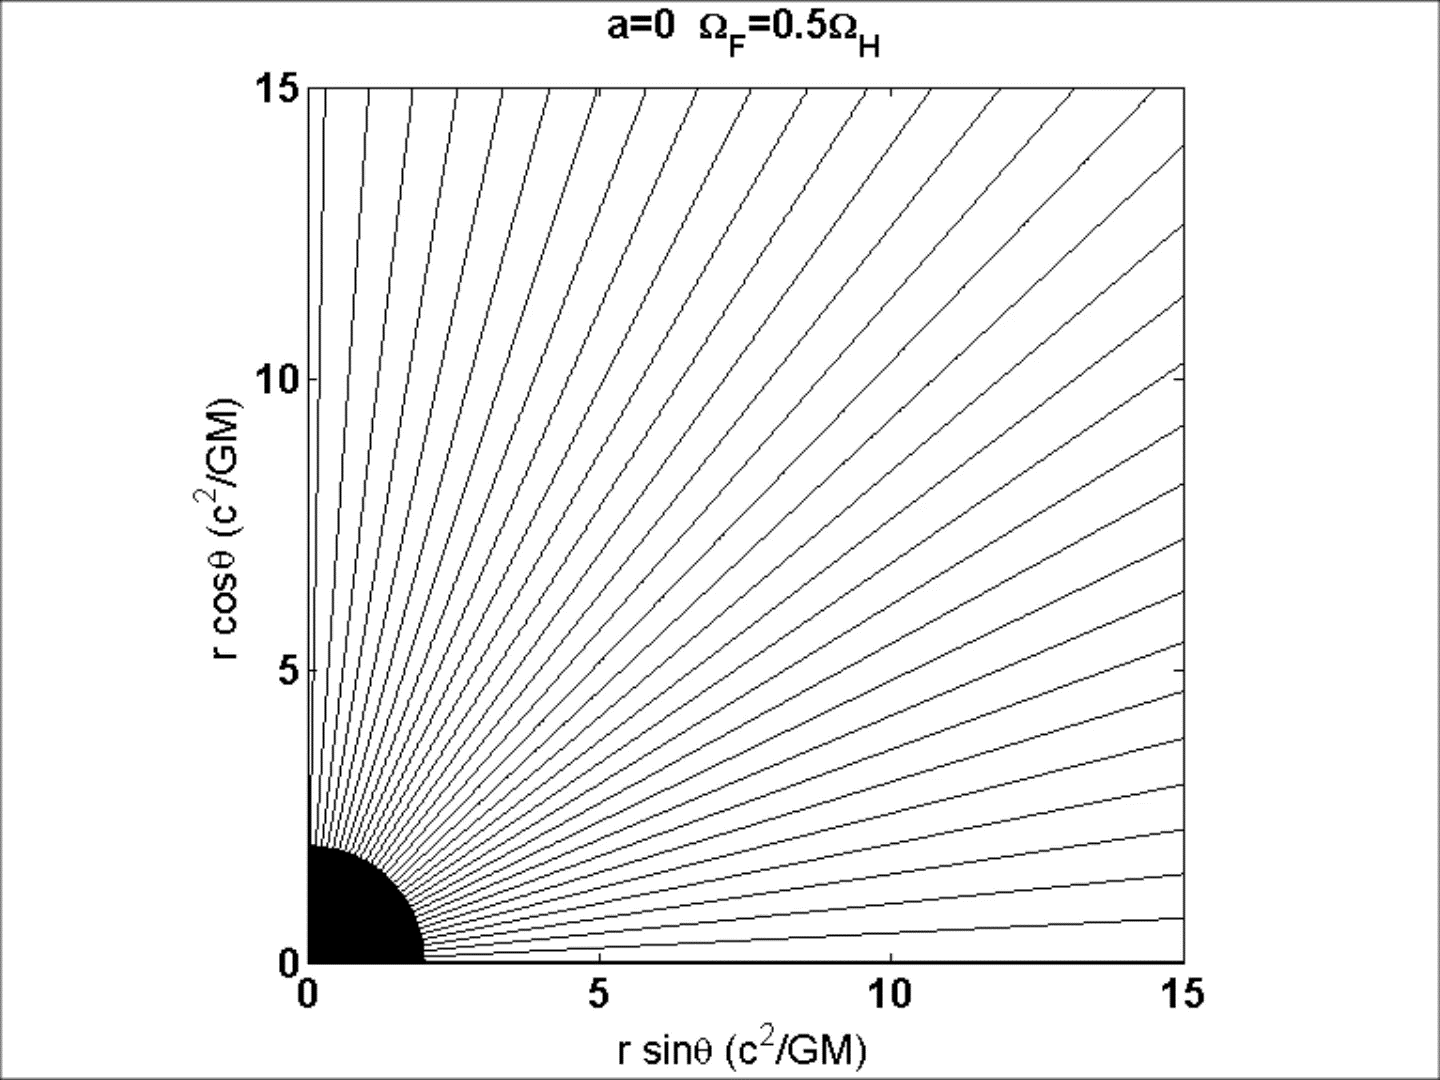 a=0 Ω_F=0.5Ω_H
15
10
5
0
r cosθ (c²/GM)
0 5 10 15
r sinθ (c²/GM)